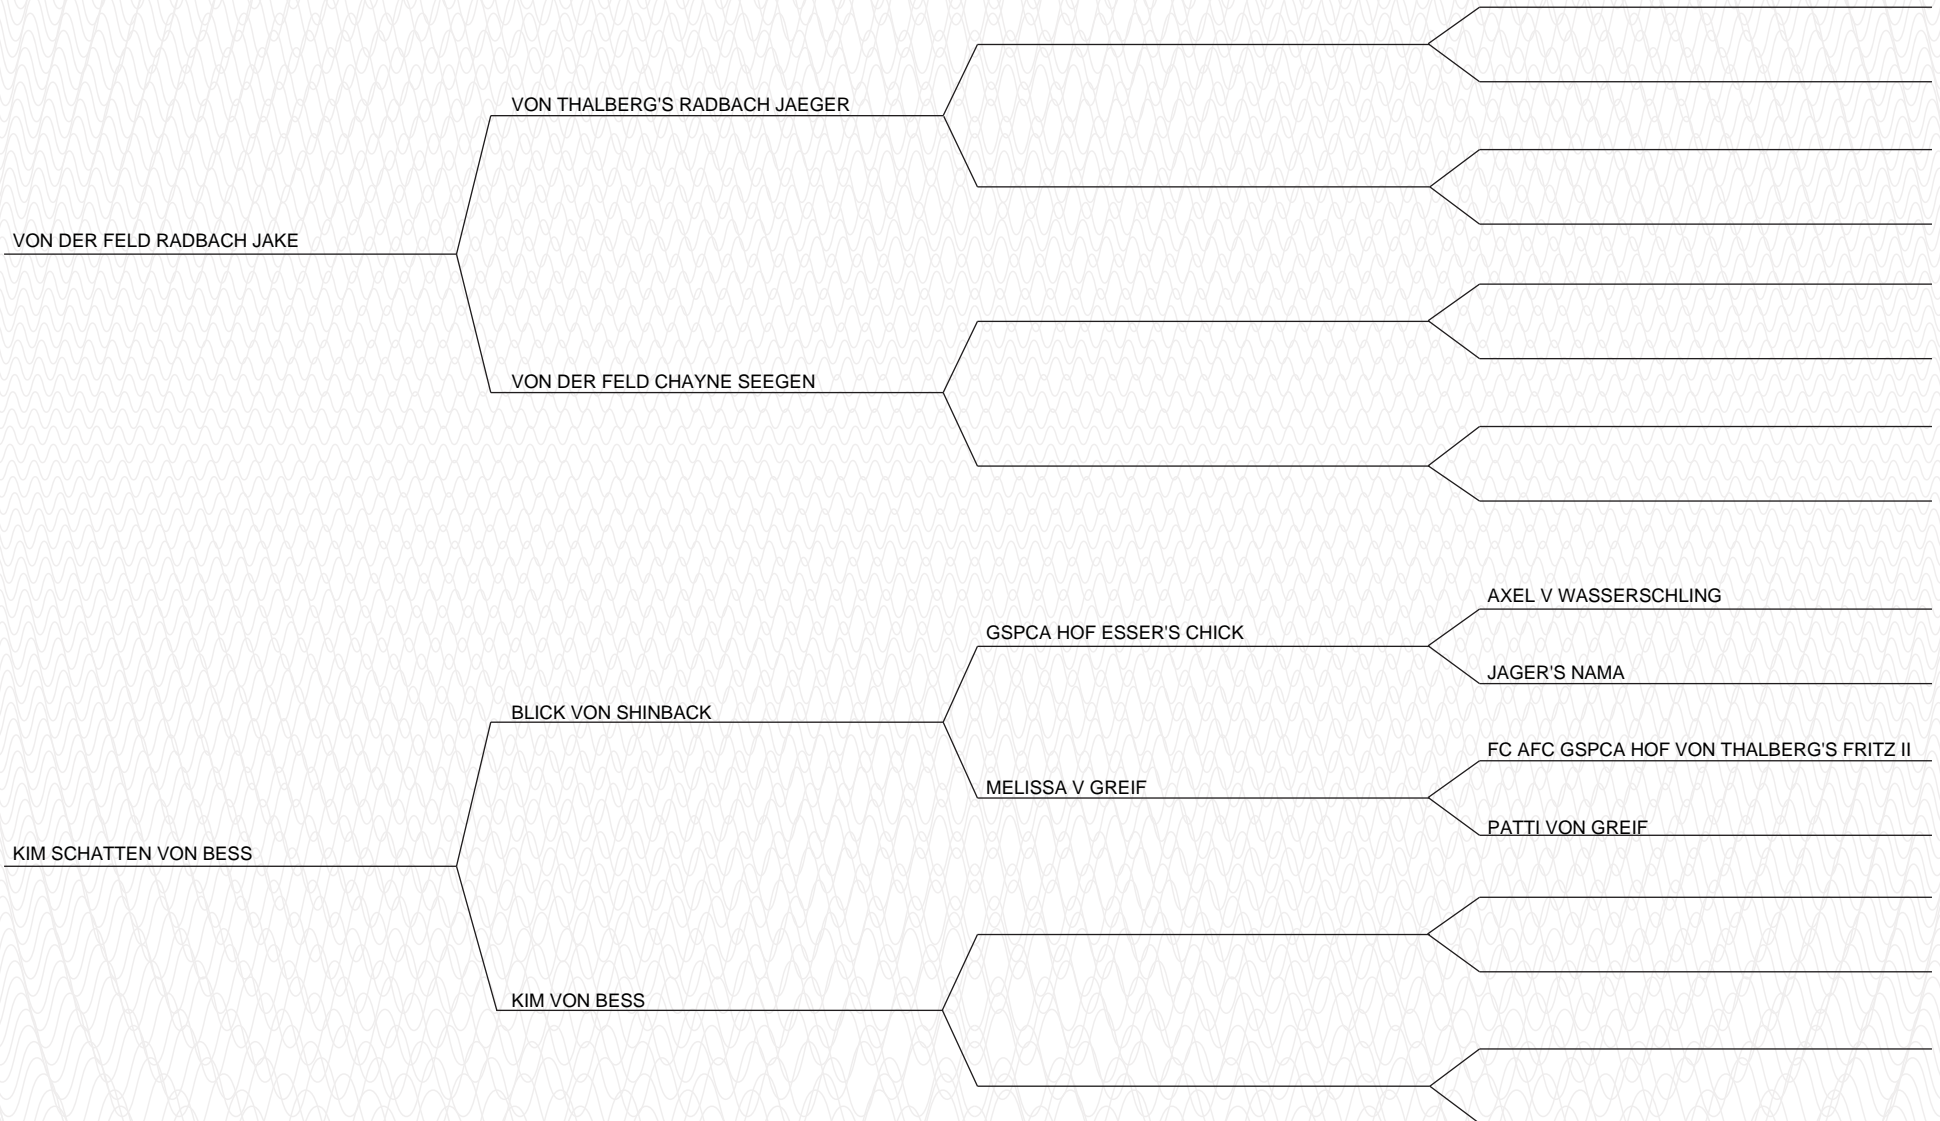 VON THALBERG'S RADBACH JAEGER
VON DER FELD RADBACH JAKE
VON DER FELD CHAYNE SEEGEN
AXEL V WASSERSCHLING
GSPCA HOF ESSER'S CHICK
JAGER'S NAMA
BLICK VON SHINBACK
FC AFC GSPCA HOF VON THALBERG'S FRITZ II
MELISSA V GREIF
PATTI VON GREIF
KIM SCHATTEN VON BESS
KIM VON BESS